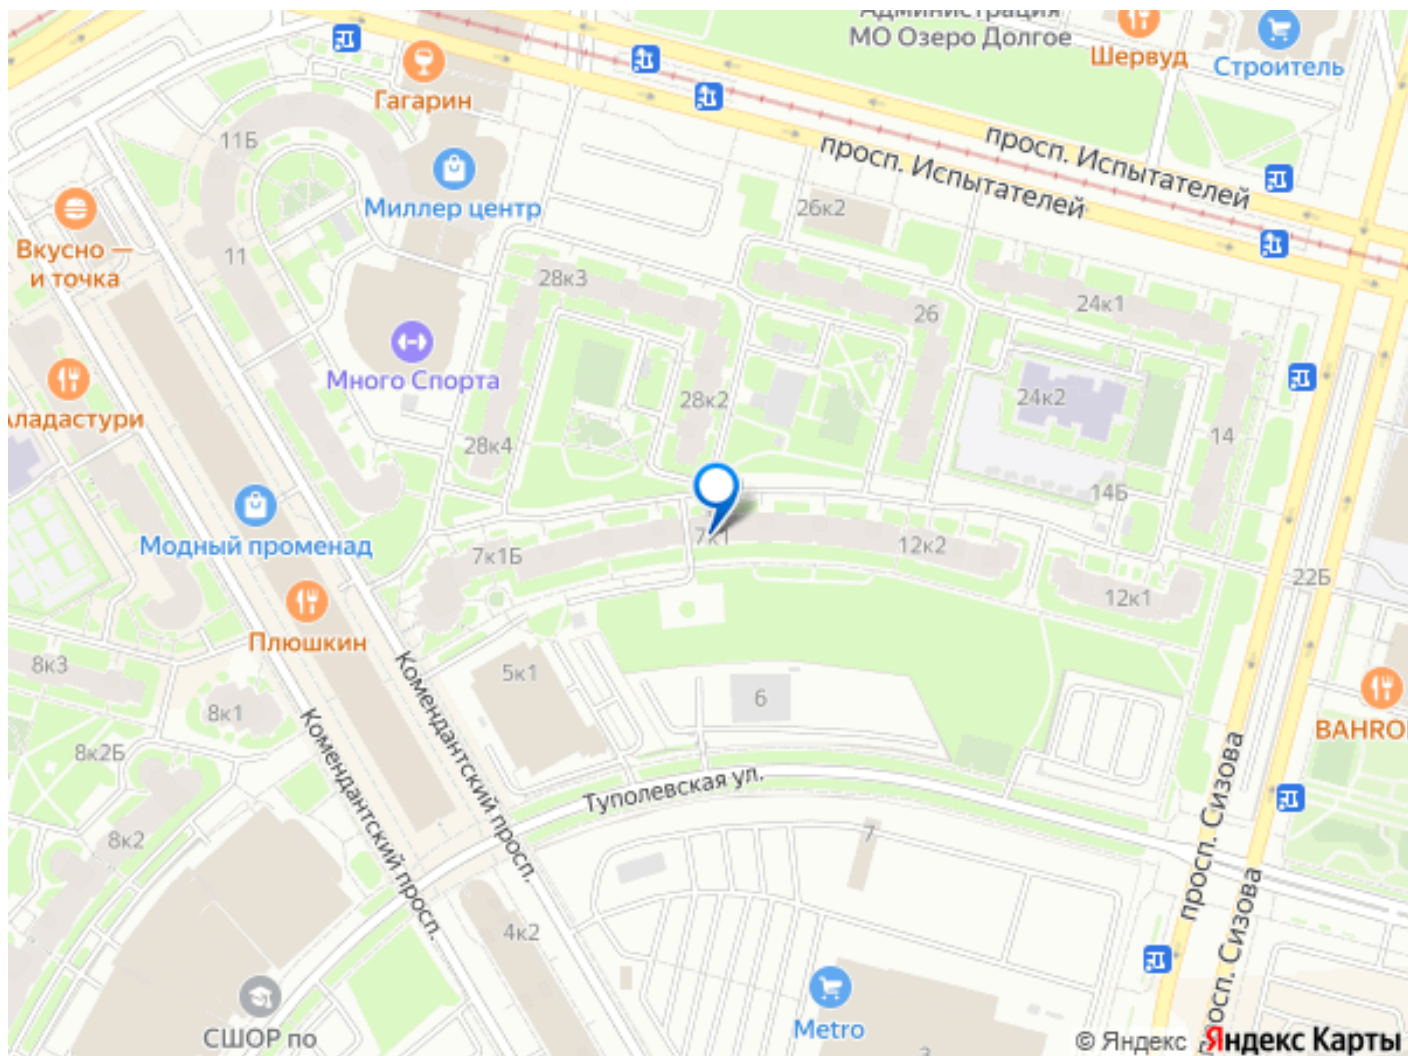 Администрация
МО Озеро Долгое
Шервуд
Строитель
Гагарин
просп. Испытателей
просп. Испытателей
11Б
Миллер центр
26к2
Вкусно —
и точка
11
28к3
26
24к1
Много Спорта
28к2
24к2
14
28к4
14Б
Модный променад
7к1Б
7к1
12к2
22Б
12к1
Плюшкин
8к3
Комендантский просп.
5к1
6
8к1
Комендантский просп.
8к2Б
BAHRO
просп. Сизова
Туполевская ул.
8к2
7
просп. Сизова
4к2
СШОР по
Metro
3
© Яндекс Яндекс Карты